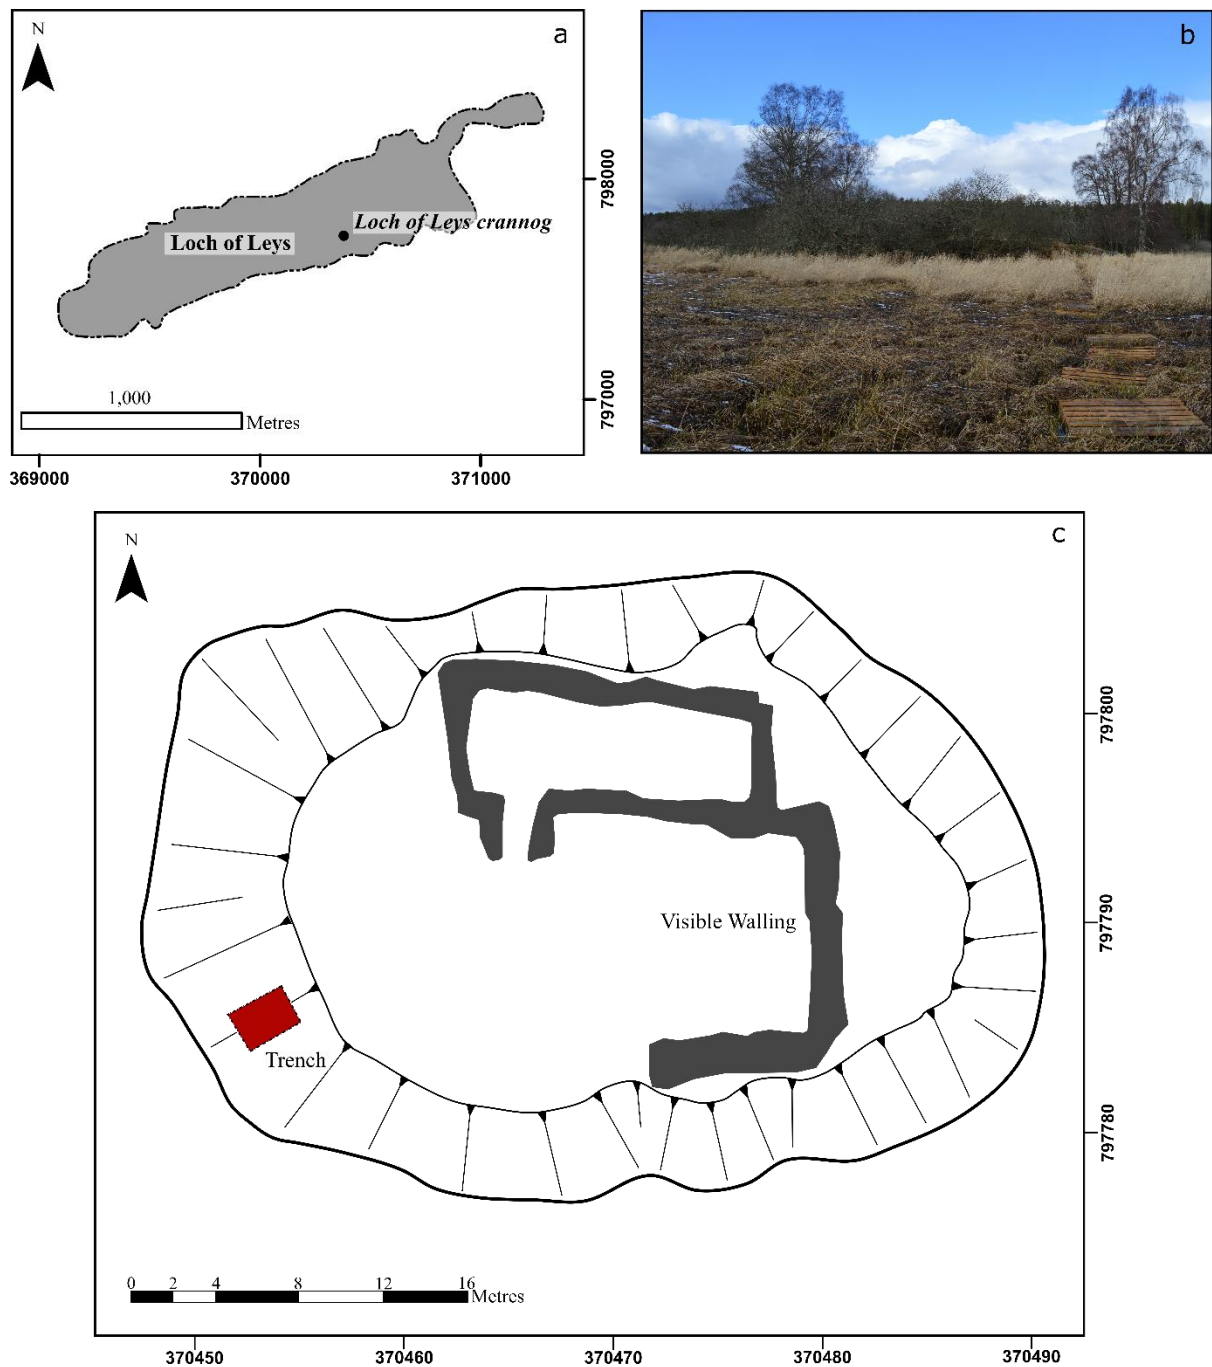 N
a
Loch of Leys crannog
Loch of Leys
798000
797000
1,000
Metres
369000
370000
371000
b
N
c
Visible Walling
Trench
797800
797790
797780
0 2 4 8 12 16
Metres
370450
370460
370470
370480
370490